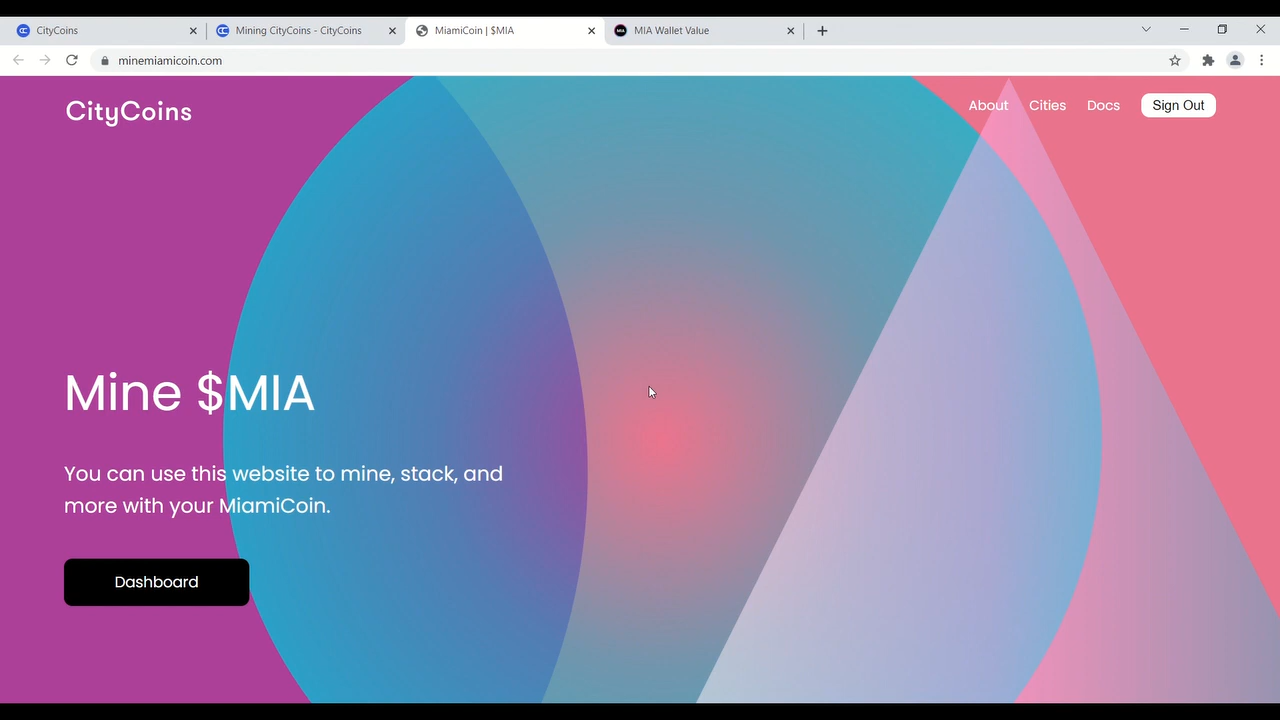 CityCoins
Mining CityCoins - CityCoins
MiamiCoin | $MIA
MIA Wallet Value
minemiamicoin.com
CityCoins
About
Cities
Docs
Sign Out
Mine $MIA
You can use this website to mine, stack, and
more with your MiamiCoin.
Dashboard